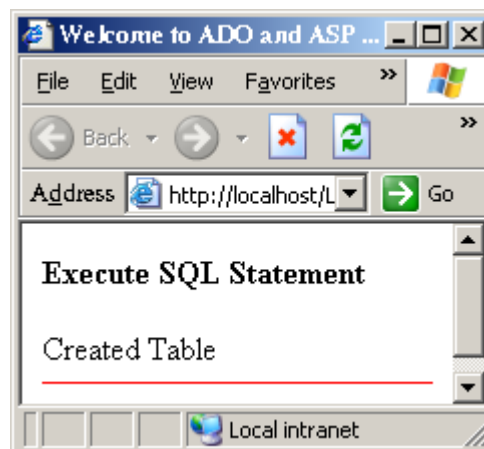 Welcome to ADO and ASP ...
File Edit View Favorites »
Back »
Address http://localhost/L Go
Execute SQL Statement
Created Table
Local intranet